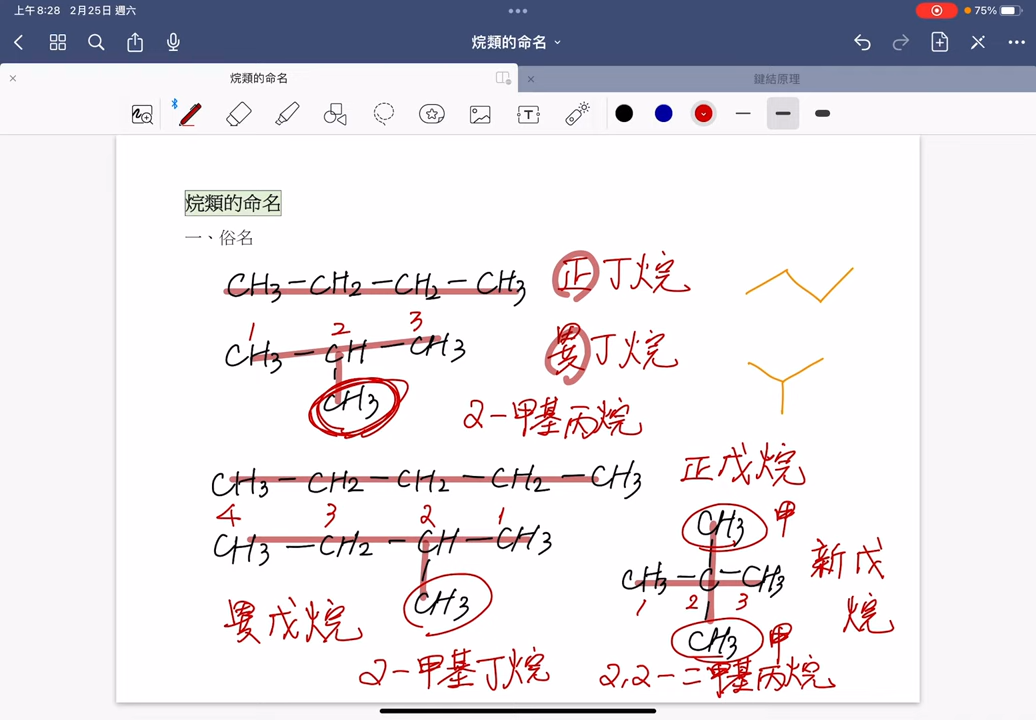 上午8:28 2月25日 週六
75%
烷類的命名
烷類的命名
鍵結原理
烷類的命名
一、俗名
CH3-CH2-CH2-CH3 正丁烷
1 2 3
CH3-CH-CH3 異丁烷
CH3
2-甲基丙烷
CH3-CH2-CH2-CH2-CH3 正戊烷
4 3 2 1
CH3-CH2-CH-CH3
CH3
異戊烷
2-甲基丁烷
CH3 甲
CH3-C-CH3 新戊
烷
1 2 3
CH3 甲
2,2-二甲基丙烷